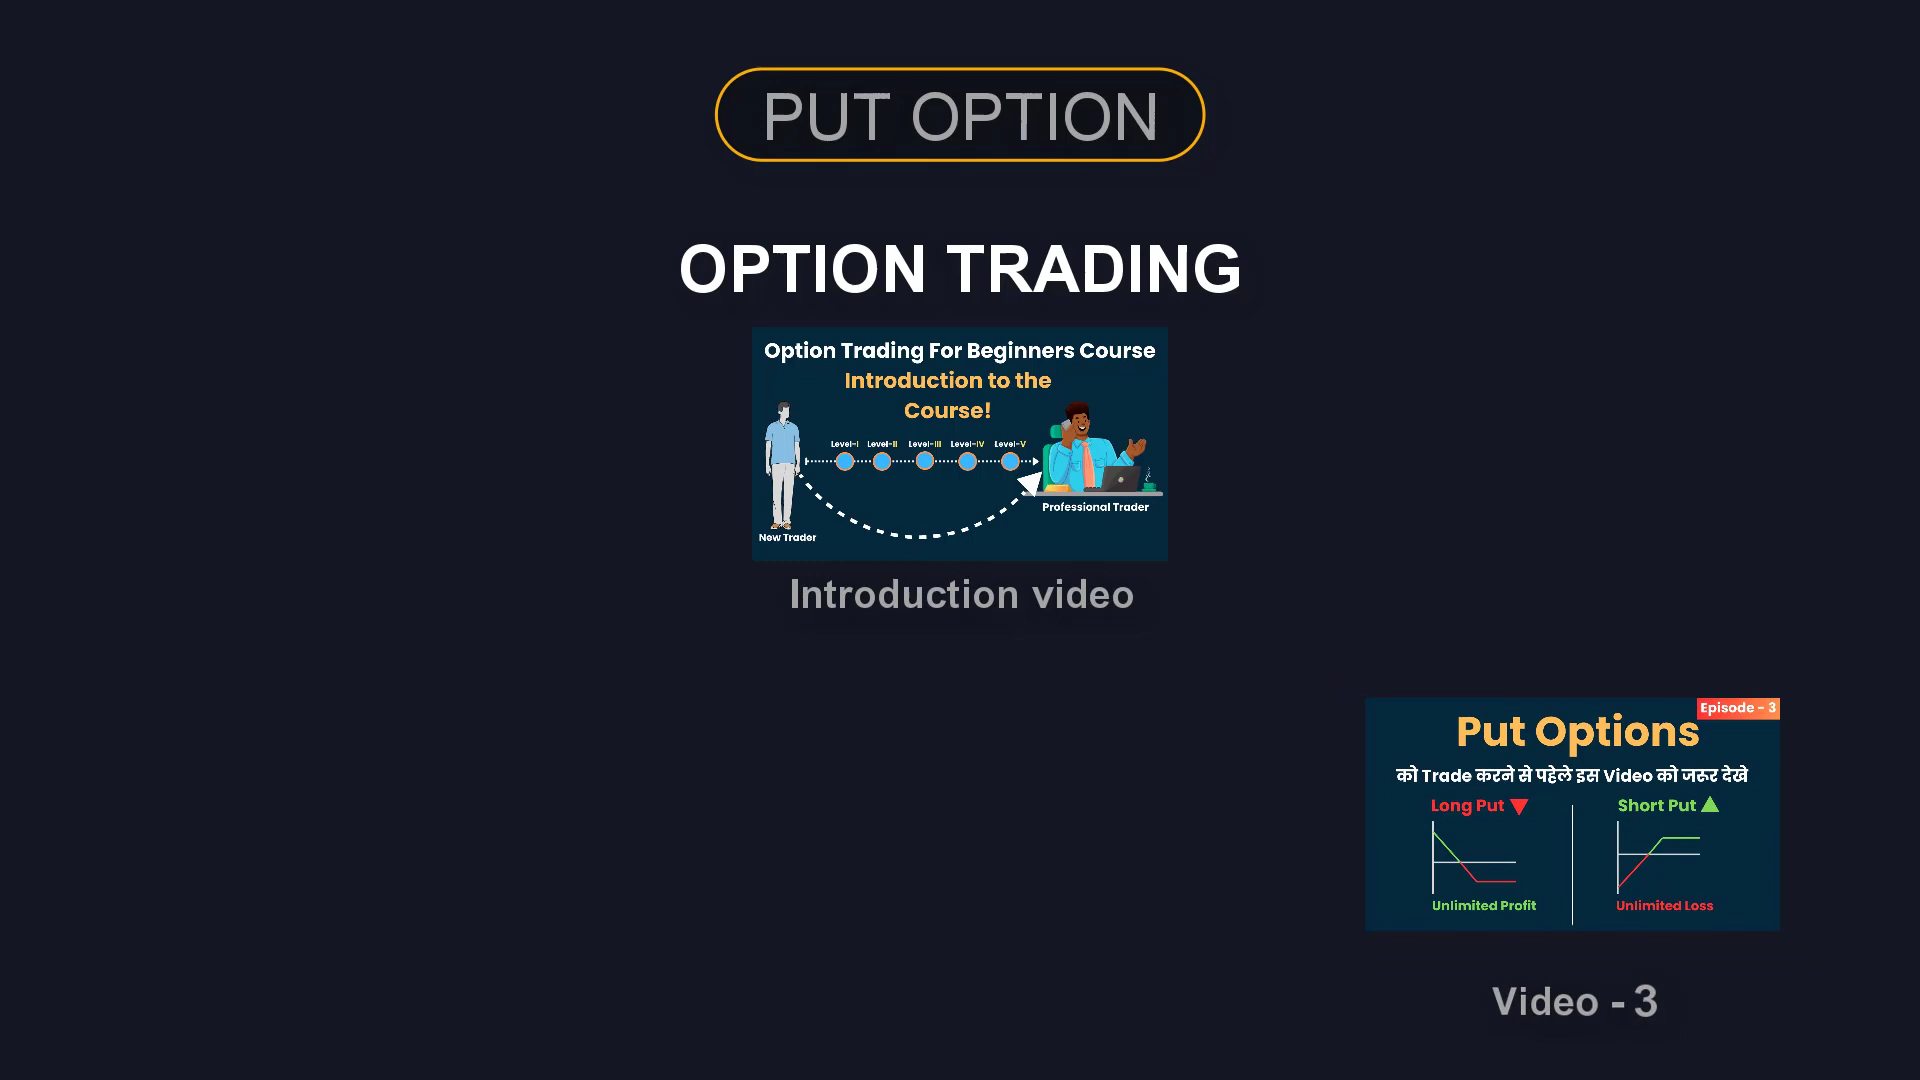 PUT OPTION
OPTION TRADING
Option Trading For Beginners Course
Introduction to the
Course!
Level-I Level-II Level-III Level-IV Level-V
Professional Trader
New Trader
Introduction video
Episode - 3
Put Options
को Trade करने से पहेले इस Video को जरूर देखे
Long Put Short Put
Unlimited Profit Unlimited Loss
Video - 3